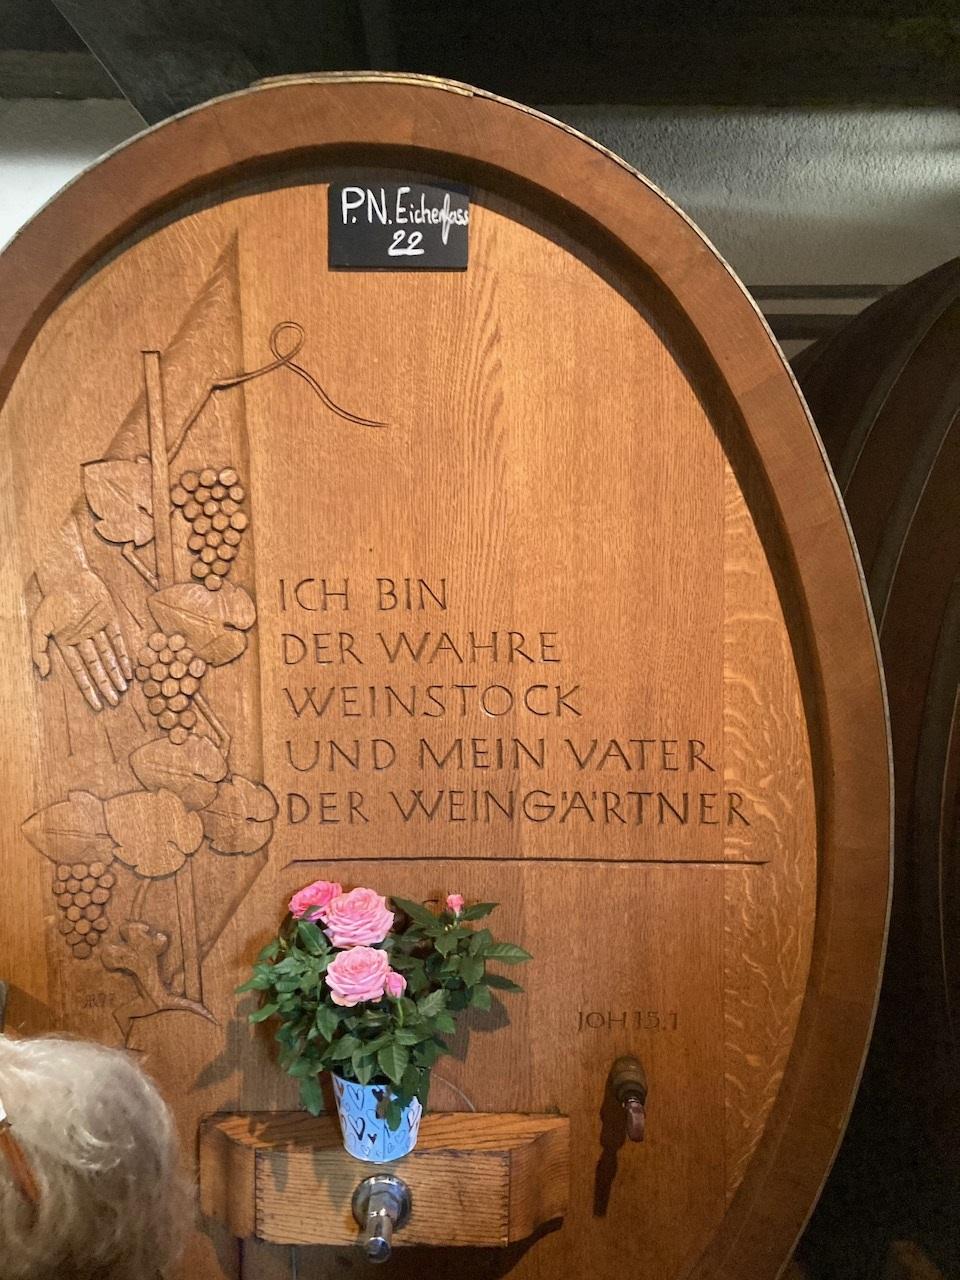 P.N. Eichenfass
22
ICH BIN
DER WAHRE
WEINSTOCK
UND MEIN VATER
DER WEINGÄRTNER
JOH 15.1